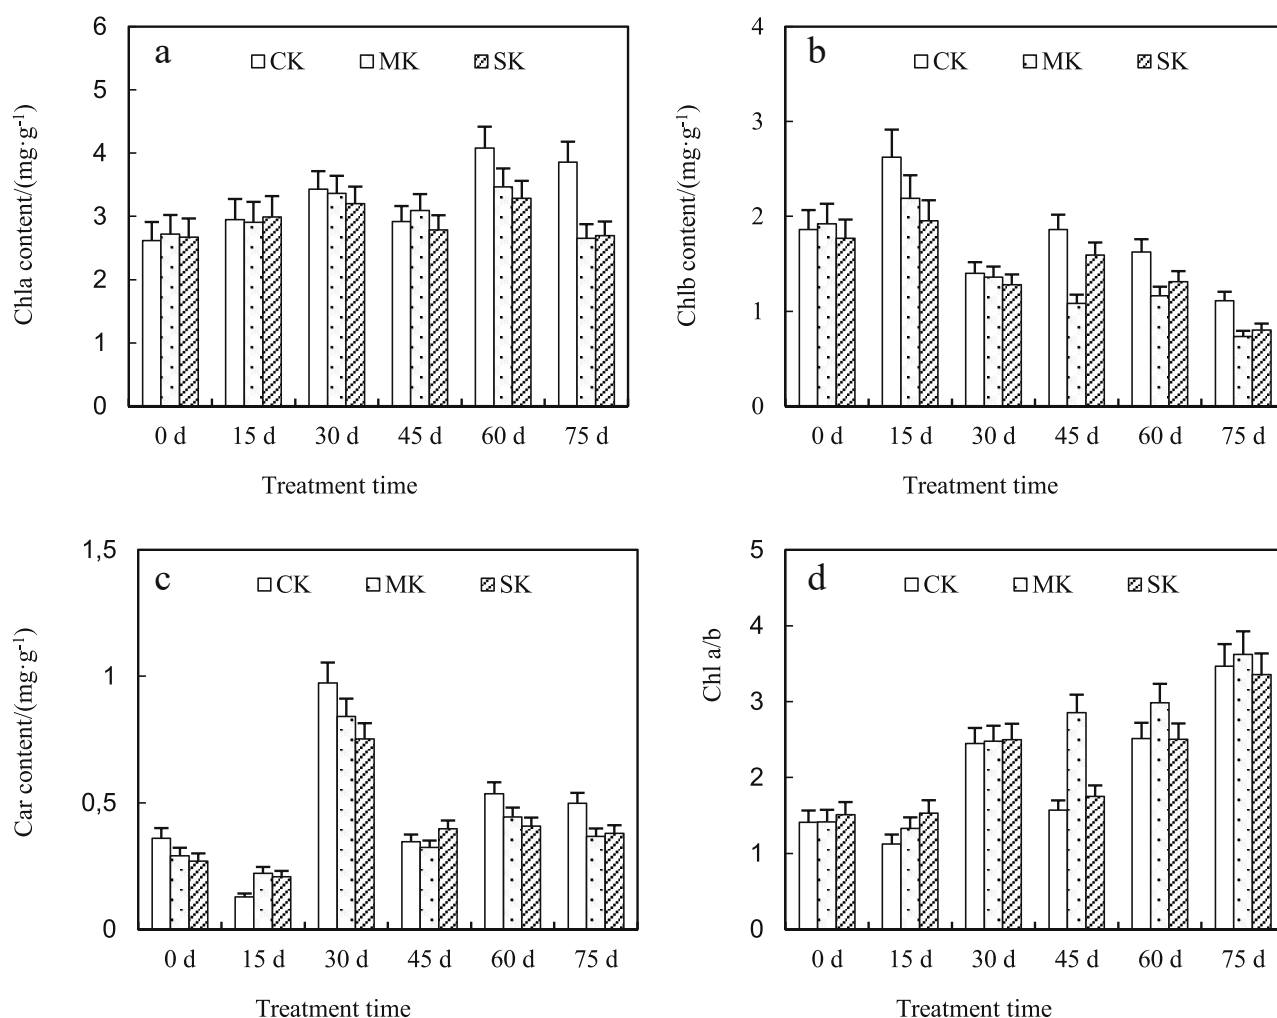 a
CK MK SK
6
5
4
3
2
1
0
Chla content/(mg·g⁻¹)
0 d 15 d 30 d 45 d 60 d 75 d
Treatment time
b
CK MK SK
4
3
2
1
0
Chlb content/(mg·g⁻¹)
0 d 15 d 30 d 45 d 60 d 75 d
Treatment time
c
CK MK SK
1,5
1
0,5
0
Car content/(mg·g⁻¹)
0 d 15 d 30 d 45 d 60 d 75 d
Treatment time
d
CK MK SK
5
4
3
2
1
0
Chl a/b
0 d 15 d 30 d 45 d 60 d 75 d
Treatment time